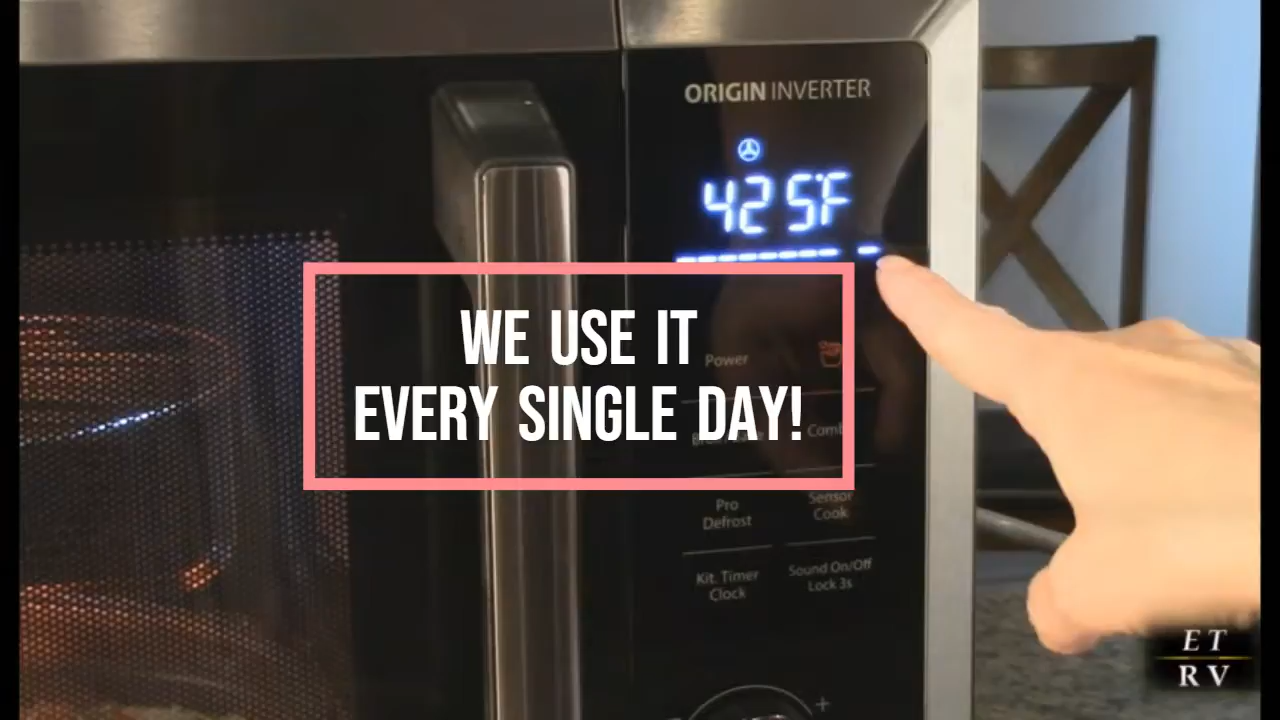 ORIGIN INVERTER
425°F
WE USE IT
EVERY SINGLE DAY!
Power
Pro
Defrost
Sensor
Cook
Kit. Timer
Clock
Sound On/Off
Lock 3s
+
ET
RV